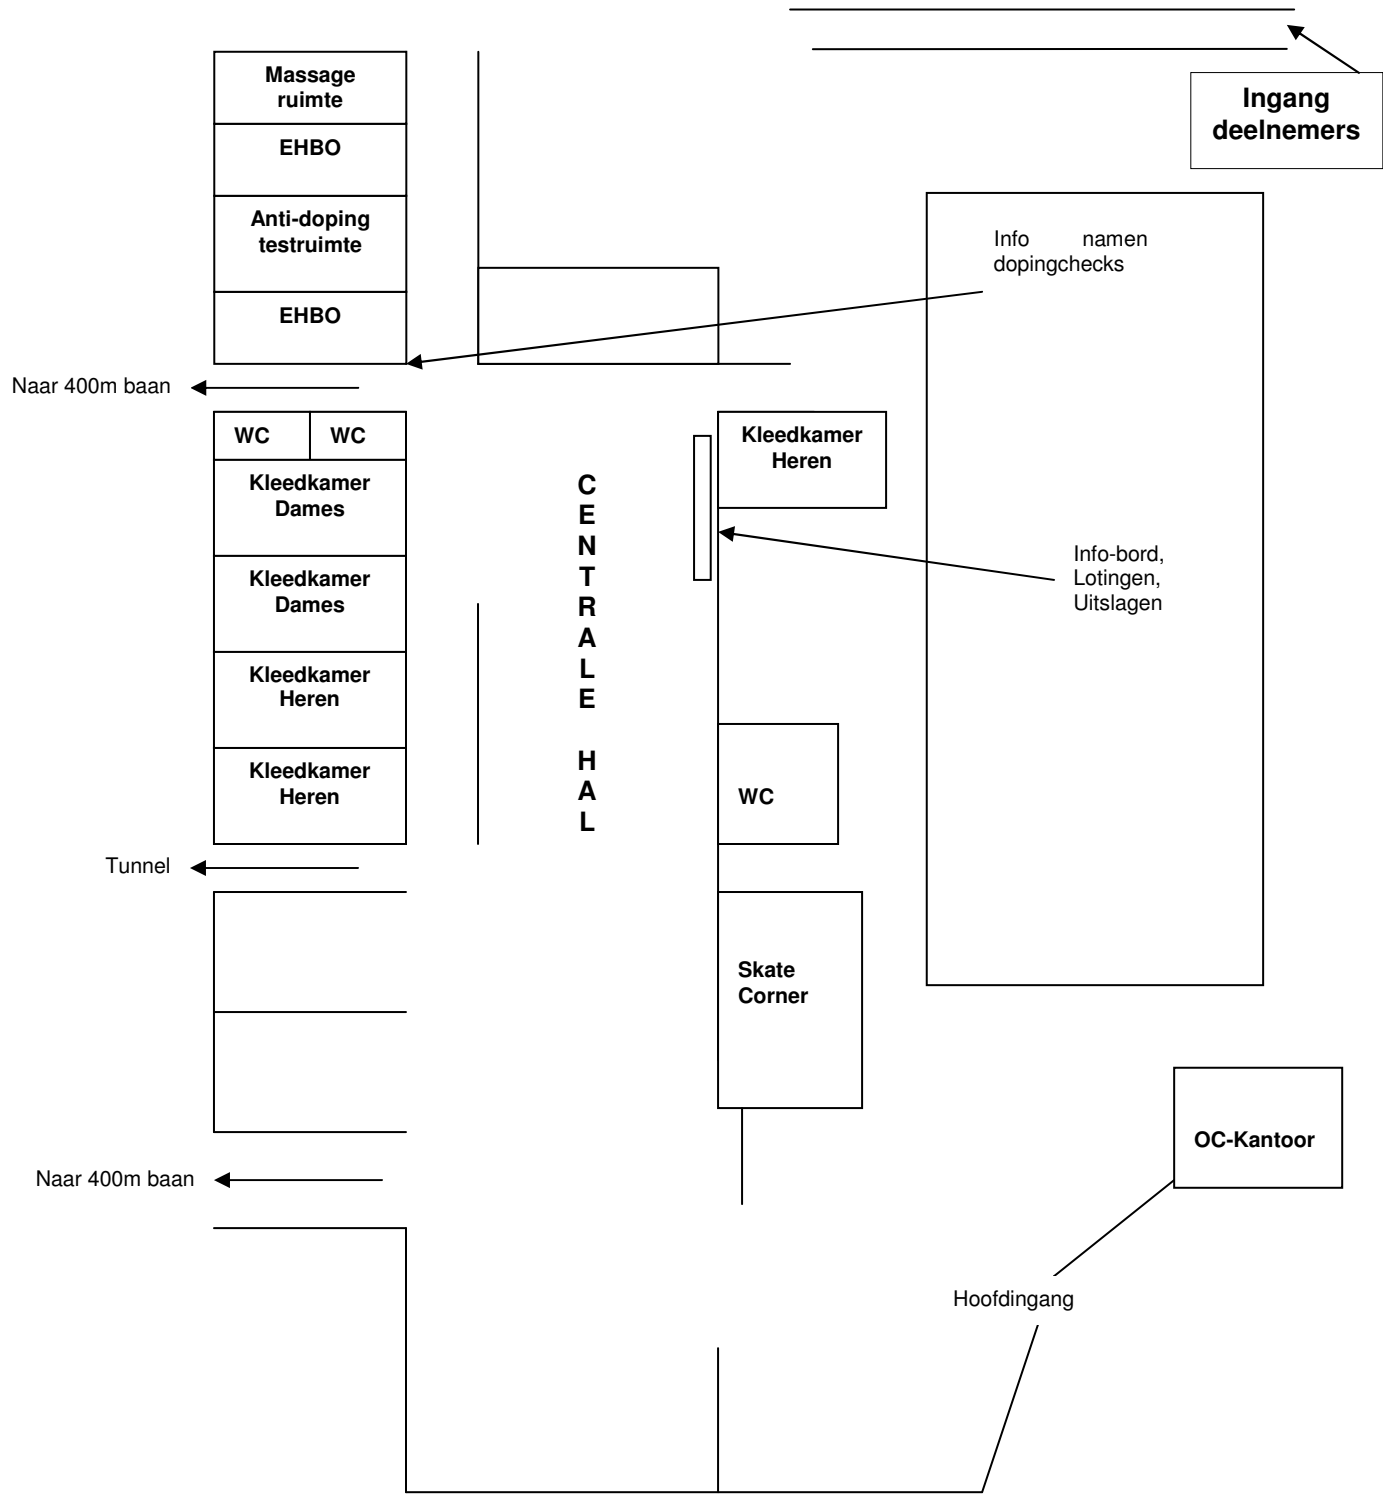 Ingang
deelnemers
Massage
ruimte
EHBO
Anti-doping
testruimte
EHBO
Info namen
dopingchecks
Naar 400m baan
WC WC
Kleedkamer
Dames
Kleedkamer
Dames
Kleedkamer
Heren
Kleedkamer
Heren
CENTRALE HAL
Kleedkamer
Heren
Info-bord,
Lotingen,
Uitslagen
WC
Tunnel
Skate
Corner
OC-Kantoor
Naar 400m baan
Hoofdingang